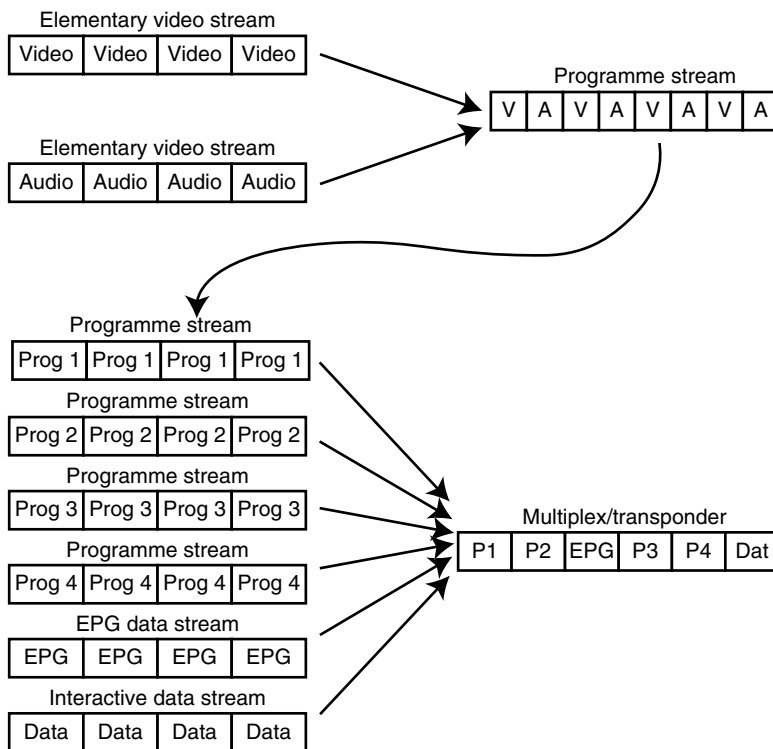 Elementary video stream
Video Video Video Video
Programme stream
V A V A V A V A
Elementary video stream
Audio Audio Audio Audio
Programme stream
Prog 1 Prog 1 Prog 1 Prog 1
Programme stream
Prog 2 Prog 2 Prog 2 Prog 2
Programme stream
Prog 3 Prog 3 Prog 3 Prog 3
Multiplex/transponder
P1 P2 EPG P3 P4 Dat
Programme stream
Prog 4 Prog 4 Prog 4 Prog 4
EPG data stream
EPG EPG EPG EPG
Interactive data stream
Data Data Data Data